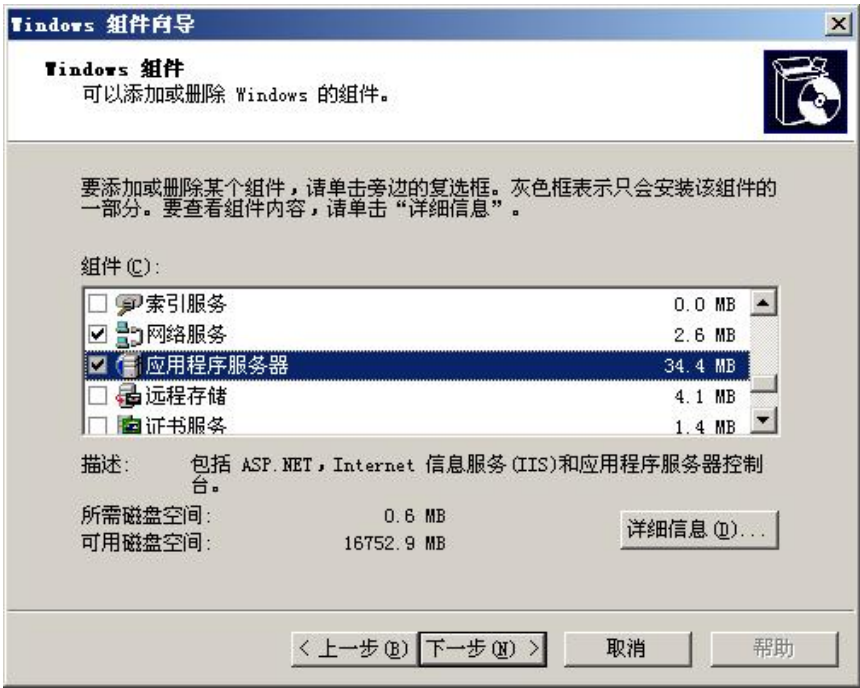 Windows 组件向导
Windows 组件
可以添加或删除 Windows 的组件。
要添加或删除某个组件，请单击旁边的复选框。灰色框表示只会安装该组件的
一部分。要查看组件内容，请单击“详细信息”。
组件(C):
索引服务 0.0 MB
网络服务 2.6 MB
应用程序服务器 34.4 MB
远程存储 4.1 MB
证书服务 1.4 MB
描述: 包括 ASP.NET，Internet 信息服务(IIS)和应用程序服务器控制
台。
所需磁盘空间: 0.6 MB
可用磁盘空间: 16752.9 MB
详细信息(D)...
< 上一步(B) 下一步(N) > 取消 帮助